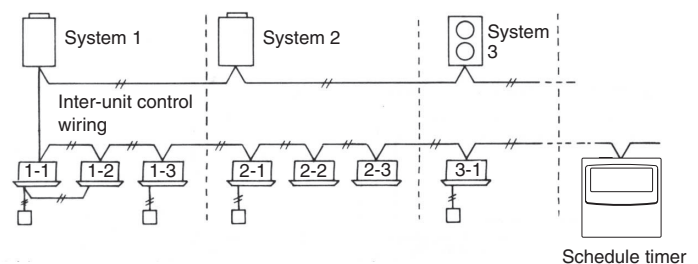 System 1
System 2
System
3
Inter-unit control
wiring
1-1
1-2
1-3
2-1
2-2
2-3
3-1
Schedule timer